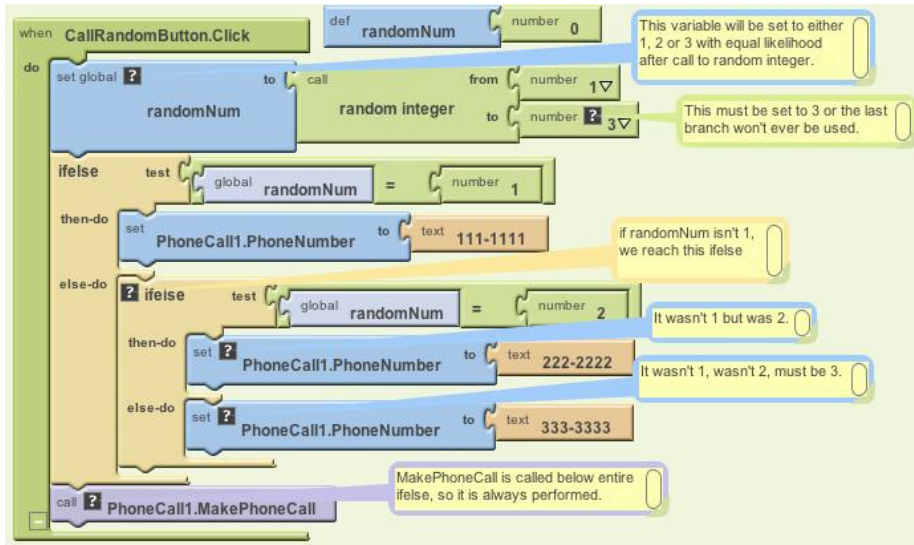 def randomNum number 0
when CallRandomButton.Click
This variable will be set to either
1, 2 or 3 with equal likelihood
after call to random integer.
do
set global ? to call from number 1
randomNum random integer
to number ? 3
This must be set to 3 or the last
branch won't ever be used.
ifelse test global randomNum = number 1
then-do set PhoneCall1.PhoneNumber to text 111-1111
if randomNum isn't 1,
we reach this ifelse
else-do ? ifelse test global randomNum = number 2
It wasn't 1 but was 2.
then-do set ? PhoneCall1.PhoneNumber to text 222-2222
It wasn't 1, wasn't 2, must be 3.
else-do set ? PhoneCall1.PhoneNumber to text 333-3333
MakePhoneCall is called below entire
ifelse, so it is always performed.
call ? PhoneCall1.MakePhoneCall